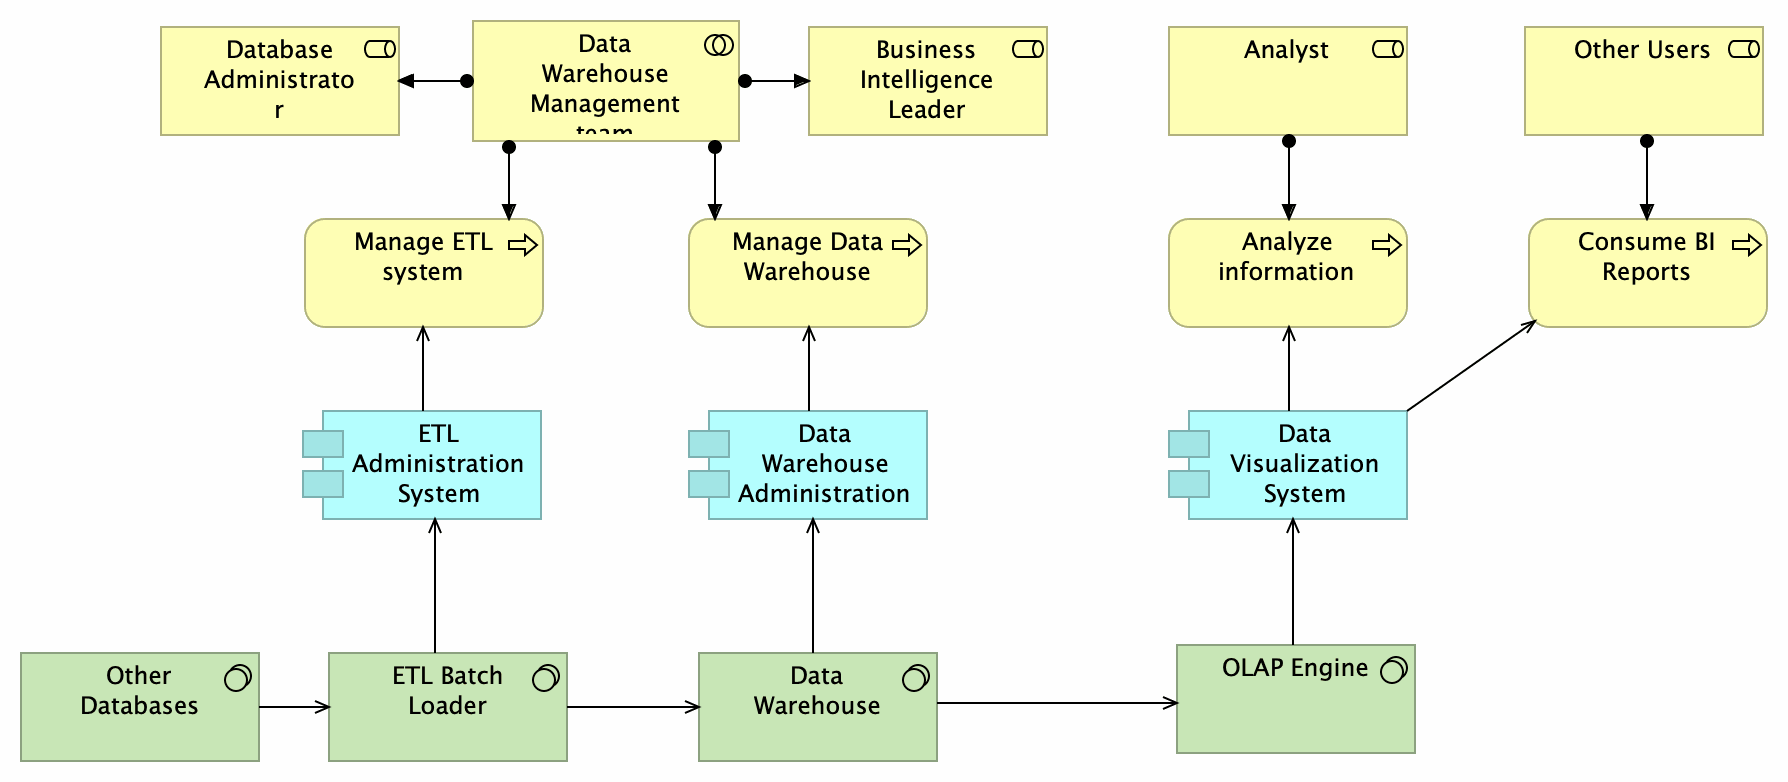 Database
Administrato
r
Data
Warehouse
Management
team
Business
Intelligence
Leader
Analyst
Other Users
Manage ETL
system
Manage Data
Warehouse
Analyze
information
Consume BI
Reports
ETL
Administration
System
Data
Warehouse
Administration
Data
Visualization
System
Other
Databases
ETL Batch
Loader
Data
Warehouse
OLAP Engine